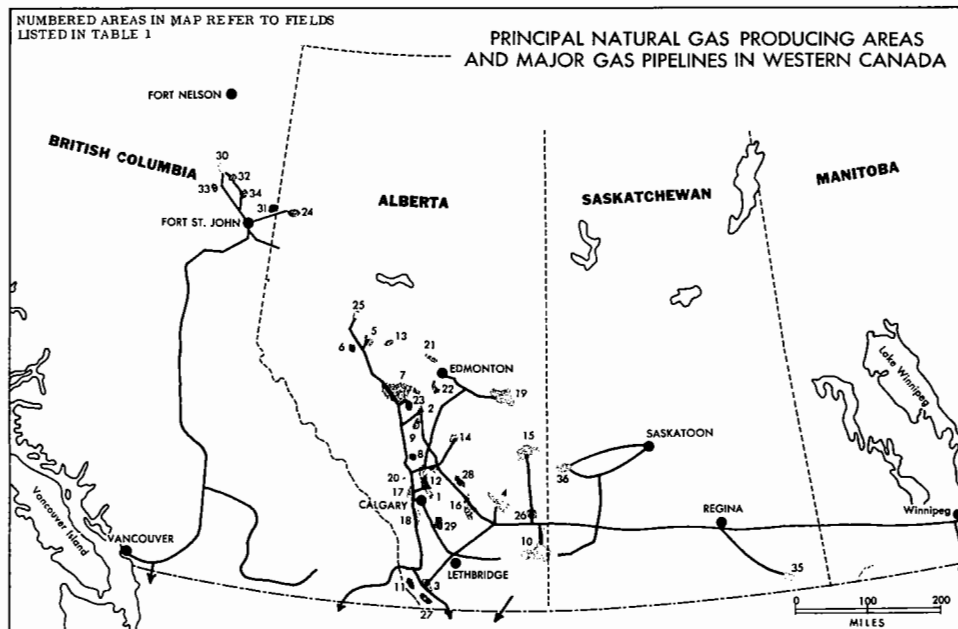 NUMBERED AREAS IN MAP REFER TO FIELDS
LISTED IN TABLE 1
PRINCIPAL NATURAL GAS PRODUCING AREAS
AND MAJOR GAS PIPELINES IN WESTERN CANADA
FORT NELSON
BRITISH COLUMBIA
30
32
33
34
31
24
FORT ST. JOHN
ALBERTA
SASKATCHEWAN
MANITOBA
25
5
13
6
21
EDMONTON
7
22
19
23
2
9
14
8
15
SASKATOON
36
20
12
28
17
1
CALGARY
16
4
18
29
26
10
REGINA
Lake Winnipeg
Winnipeg
Vancouver Island
VANCOUVER
LETHBRIDGE
11
3
27
35
0 100 200
MILES